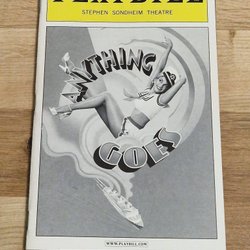 PLAYBILL
STEPHEN SONDHEIM THEATRE
ANYTHING
GOES
WWW.PLAYBILL.COM